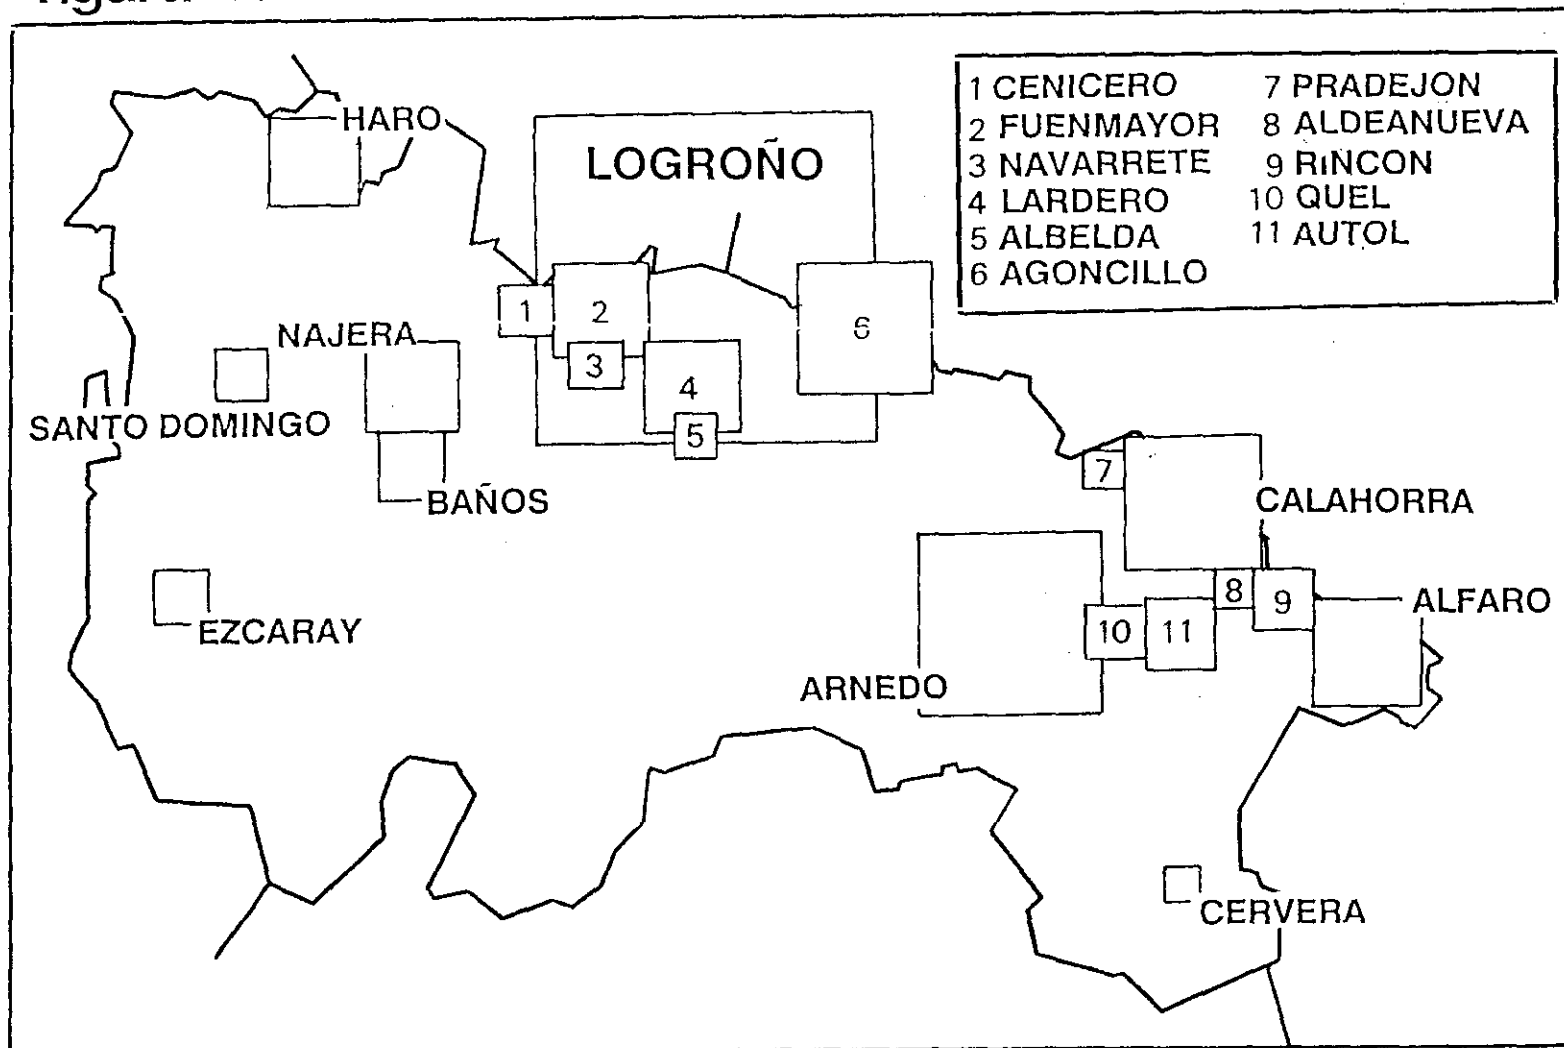 1 CENICERO 7 PRADEJON
2 FUENMAYOR 8 ALDEANUEVA
3 NAVARRETE 9 RINCON
4 LARDERO 10 QUEL
5 ALBELDA 11 AUTOL
6 AGONCILLO
HARO
LOGROÑO
1
2
6
NAJERA
3
4
SANTO DOMINGO
5
7
BAÑOS
CALAHORRA
8
9
ALFARO
EZCARAY
10
11
ARNEDO
CERVERA